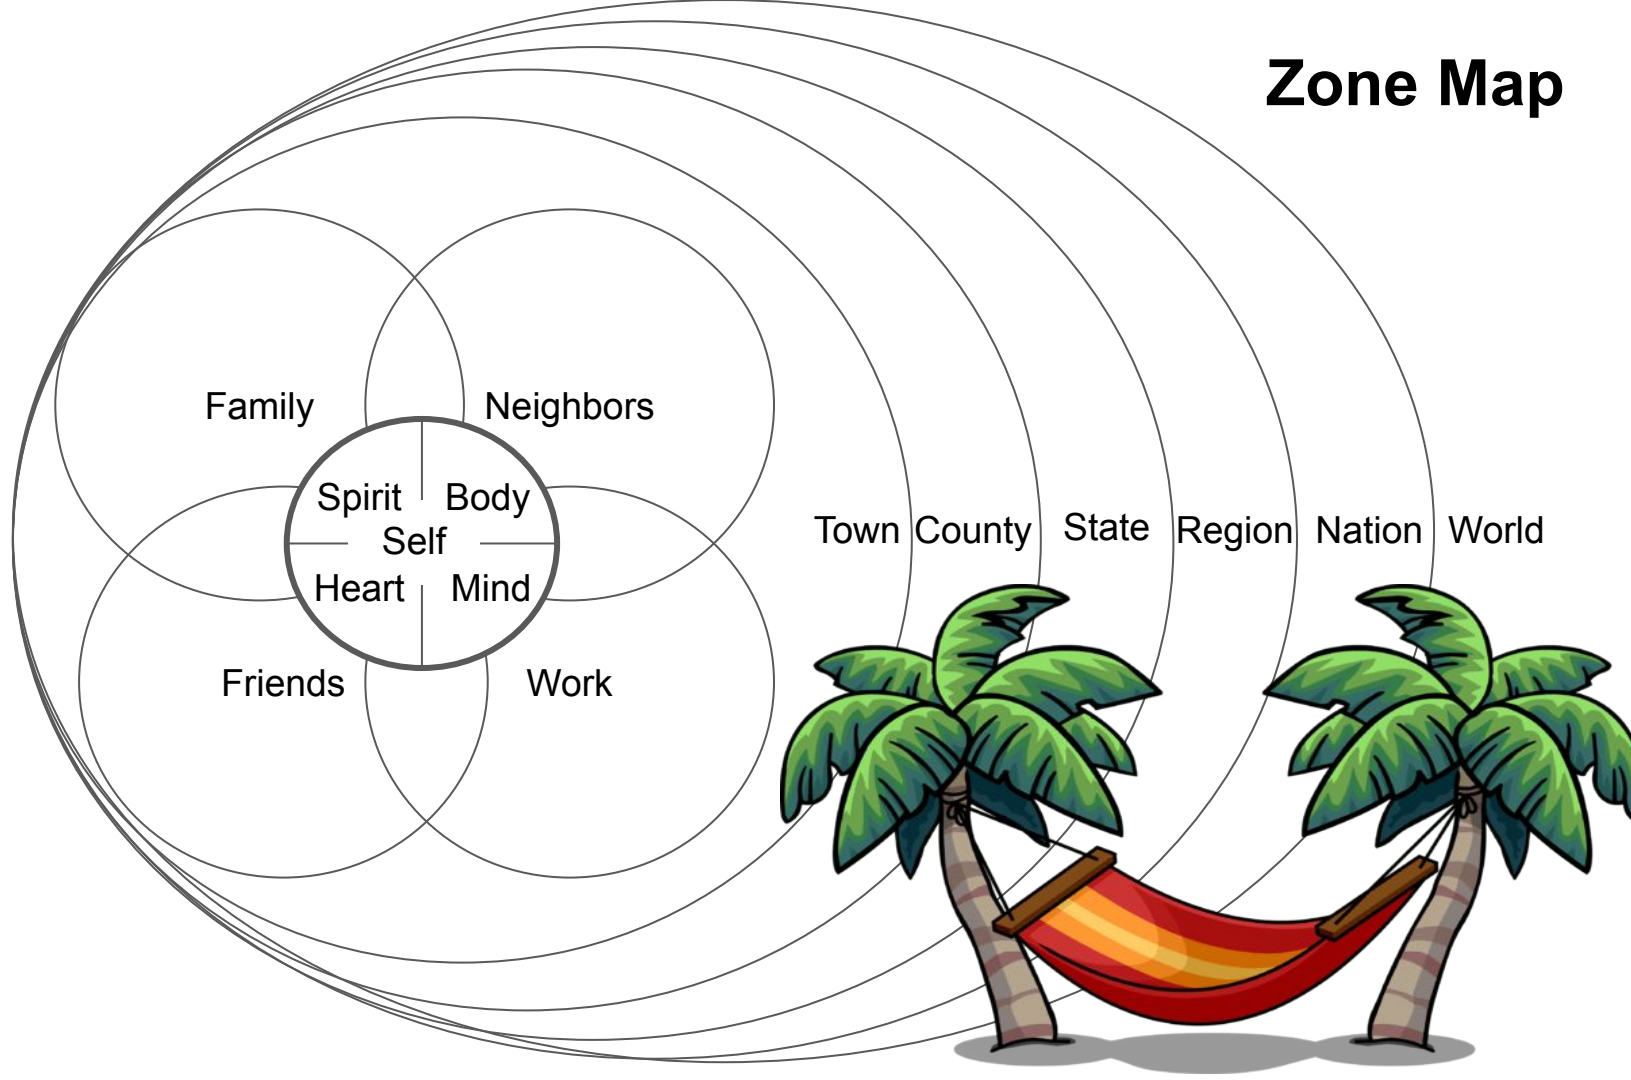 Zone Map
Family
Neighbors
Spirit
Body
Self
Heart
Mind
Friends
Work
Town
County
State
Region
Nation
World